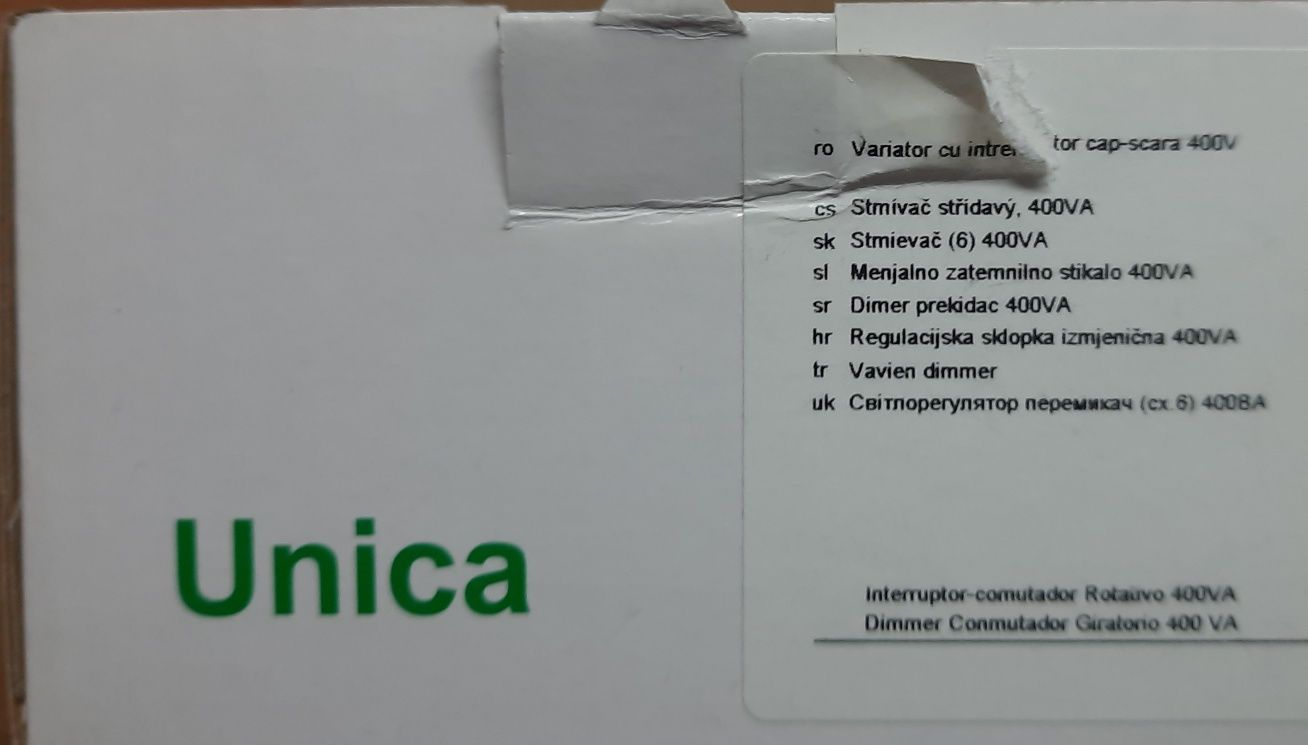 ro Variator cu tor cap-scara 400V
cs Stmívač střídavý, 400VA
sk Stmievač (6) 400VA
sl Menjalno zatemnilno stikalo 400VA
sr Dimer prekidac 400VA
hr Regulacijska sklopka izmjenična 400VA
tr Vavien dimmer
uk Світлорегулятор перемикач (сх.6) 400ВА
Unica
Interruptor-comutador 400VA
Dimmer Conmutador Giratorio 400 VA